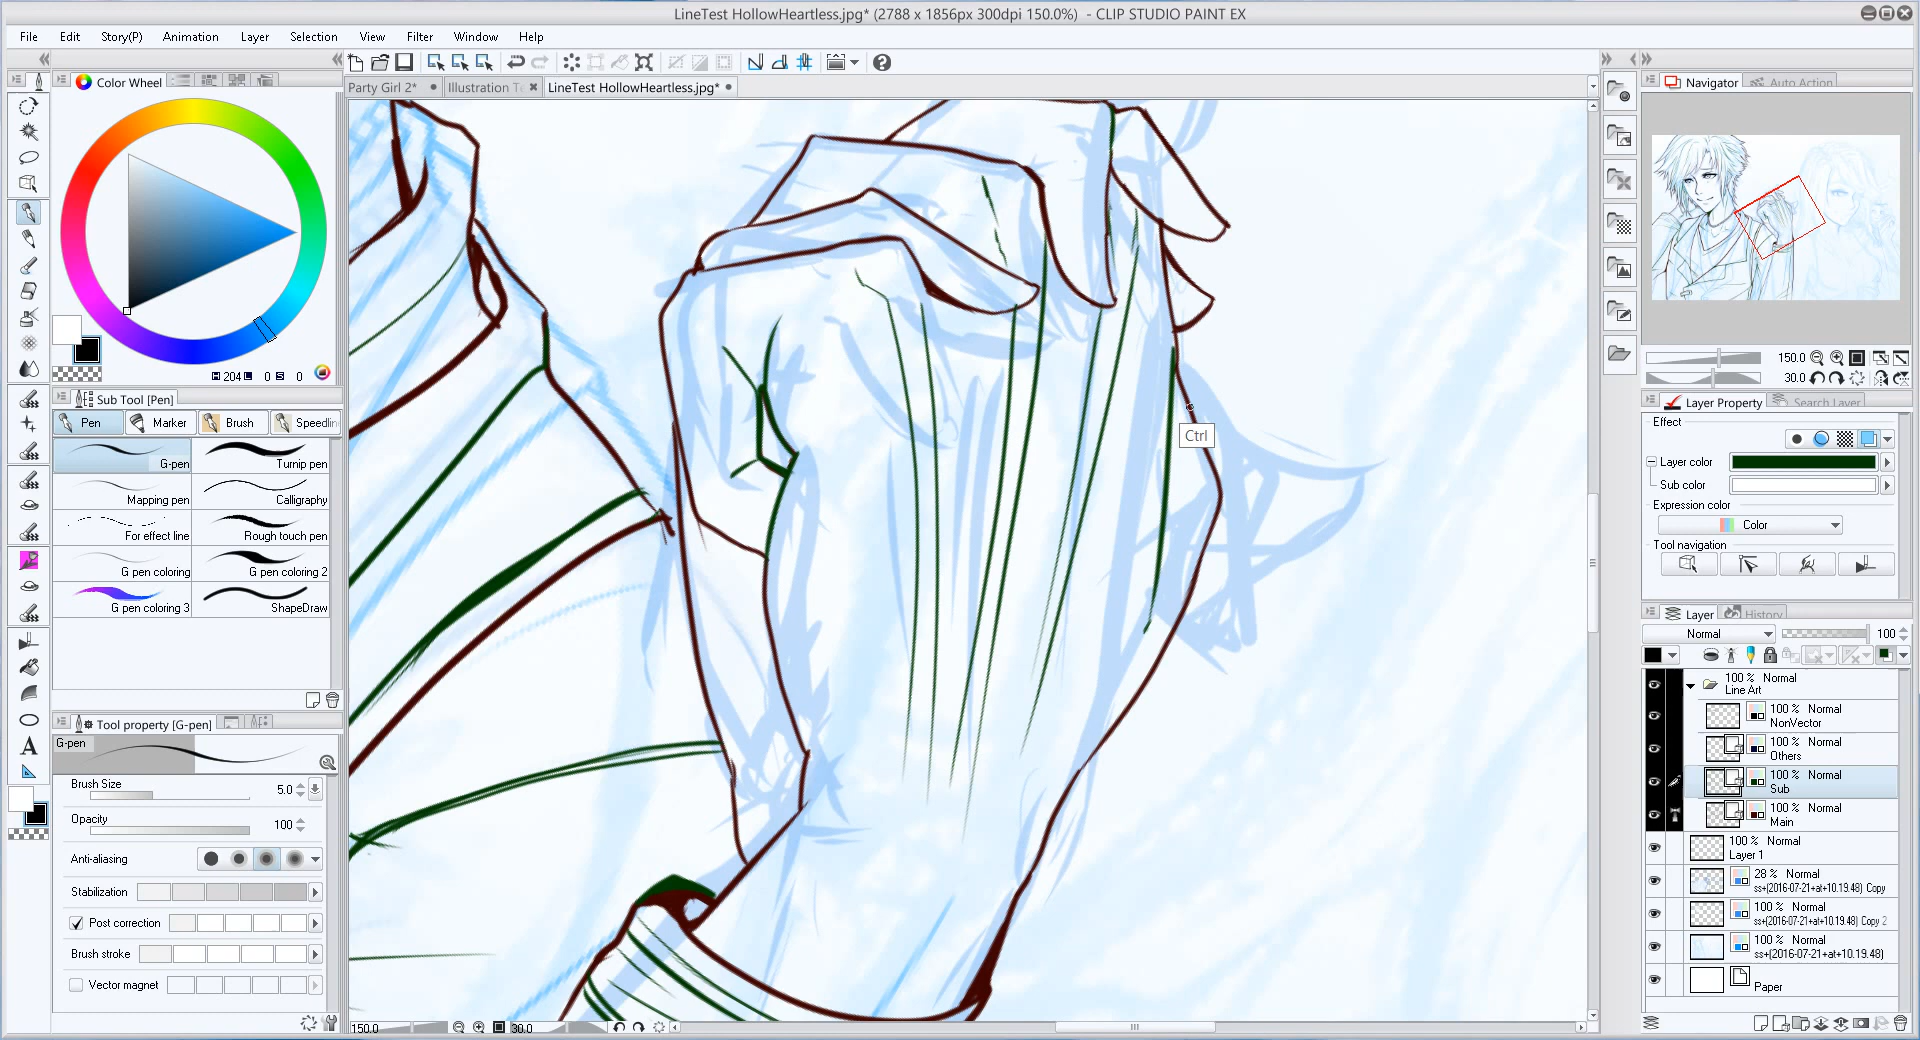 LineTest HollowHeartless.jpg* (2788 x 1856px 300dpi 150.0%) - CLIP STUDIO PAINT EX
File Edit Story(P) Animation Layer Selection View Filter Window Help
Color Wheel
Party Girl 2* Illustration LineTest HollowHeartless.jpg*
H 204 L 0 S 0
Sub Tool [Pen]
Pen Marker Brush Speedlin
G-pen Turnip pen
Mapping pen Calligraphy
For effect line Rough touch pen
G pen coloring G pen coloring 2
G pen coloring 3 ShapeDraw
Tool property [G-pen]
G-pen
Brush Size 5.0
Opacity 100
Anti-aliasing
Stabilization
Post correction
Brush stroke
Vector magnet
Ctrl
150.0 30.0
Navigator Auto Action
150.0
30.0
Layer Property Search Layer
Effect
Layer color
Sub color
Expression color
Color
Tool navigation
Layer History
Normal 100
100 % Normal
Line Art
100 % Normal
NonVector
100 % Normal
Others
100 % Normal
Sub
100 % Normal
Main
100 % Normal
Layer 1
28 % Normal
ss+(2016-07-21+at+10.19.48) Copy
100 % Normal
ss+(2016-07-21+at+10.19.48) Copy 2
100 % Normal
ss+(2016-07-21+at+10.19.48)
Paper